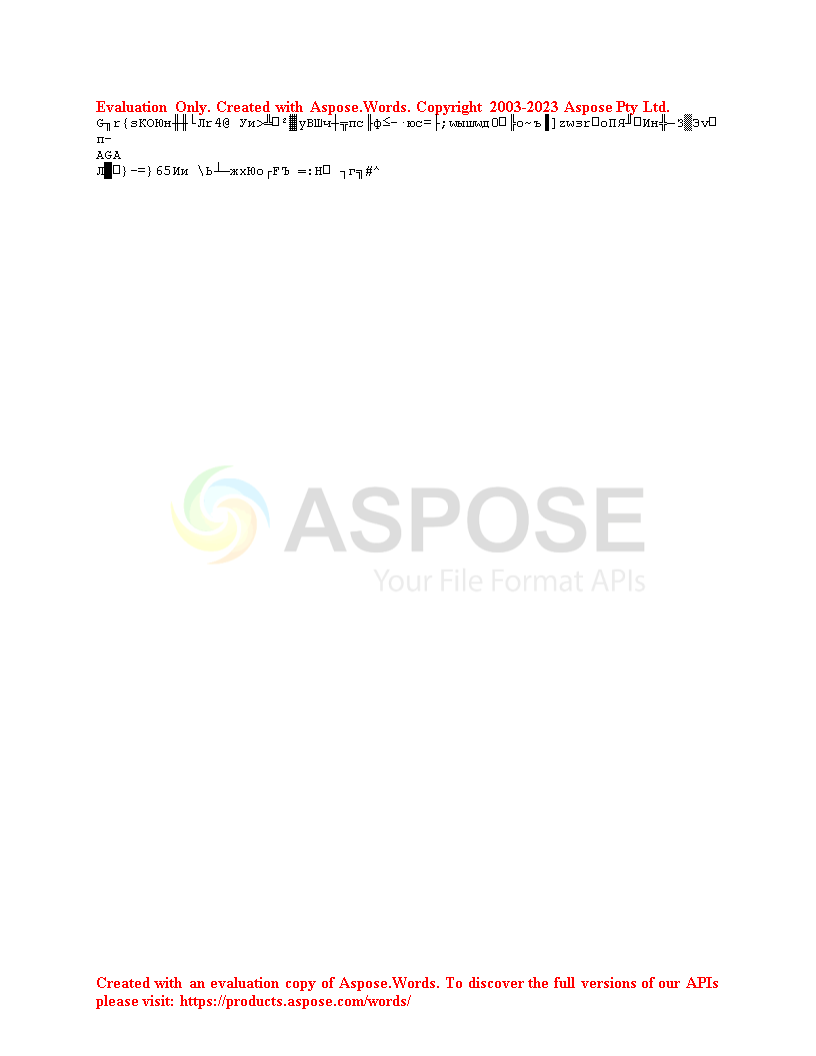 Evaluation Only. Created with Aspose.Words. Copyright 2003-2023 Aspose Pty Ltd.
G╖r{sКОЮн╫╫└Лr4@ Уи>╩□²▓уВШч┼╦пс╟ф≤-·юс=├;wышwд0□╠о~ъ▐]zwзr□оПЯ╝□Ин╬─З▒Эv□
п-
AGA
Л█□}-=}65Ии \Ь┴─жхЮо┌FЪ =:Н□ ┐г╗#^
ASPOSE
Your File Format APIs
Created with an evaluation copy of Aspose.Words. To discover the full versions of our APIs
please visit: https://products.aspose.com/words/